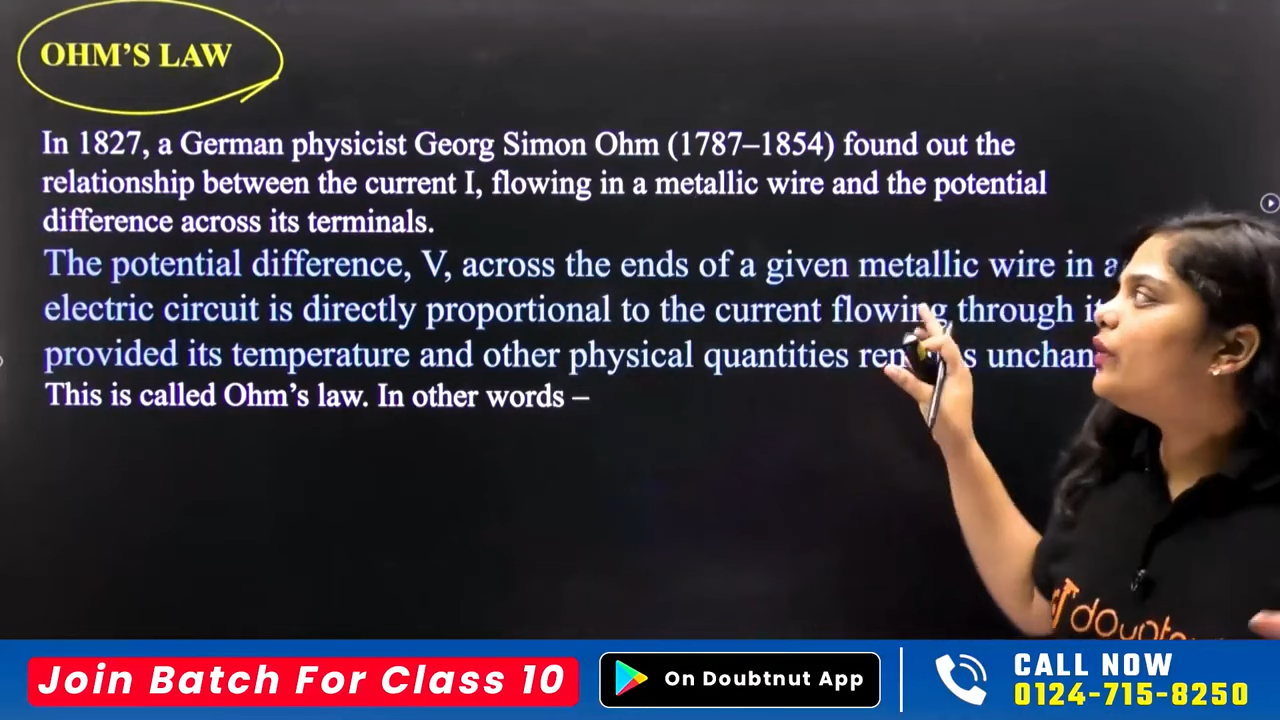 OHM'S LAW
In 1827, a German physicist Georg Simon Ohm (1787–1854) found out the
relationship between the current I, flowing in a metallic wire and the potential
difference across its terminals.
The potential difference, V, across the ends of a given metallic wire in
electric circuit is directly proportional to the current flowing through
provided its temperature and other physical quantities
This is called Ohm's law. In other words –
Join Batch For Class 10
On Doubtnut App
CALL NOW
0124-715-8250